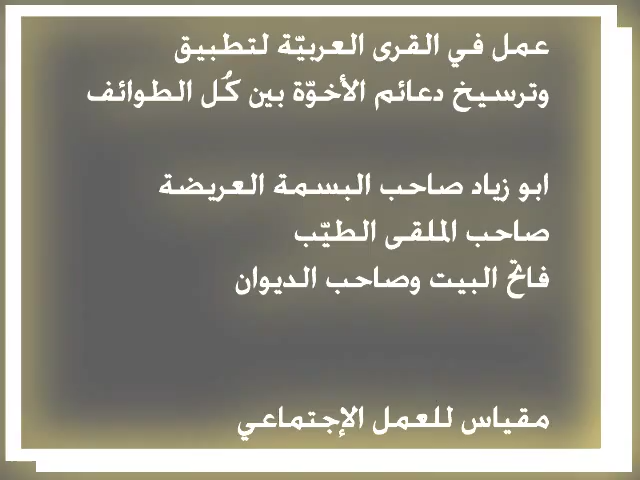 عمل في القرى العربيّة لتطبيق
وترسيخ دعائم الأخوّة بين كُل الطوائف
ابو زياد صاحب البسمة العريضة
صاحب الملقى الطيّب
فاتح البيت وصاحب الديوان
مقياس للعمل الإجتماعي